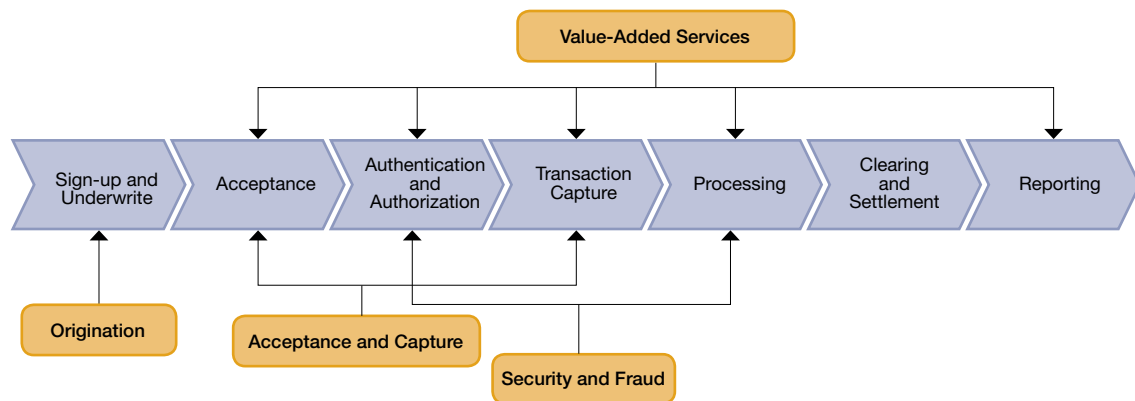 Value-Added Services
Sign-up and
Underwrite
Acceptance
Authentication
and
Authorization
Transaction
Capture
Processing
Clearing
and
Settlement
Reporting
Origination
Acceptance and Capture
Security and Fraud